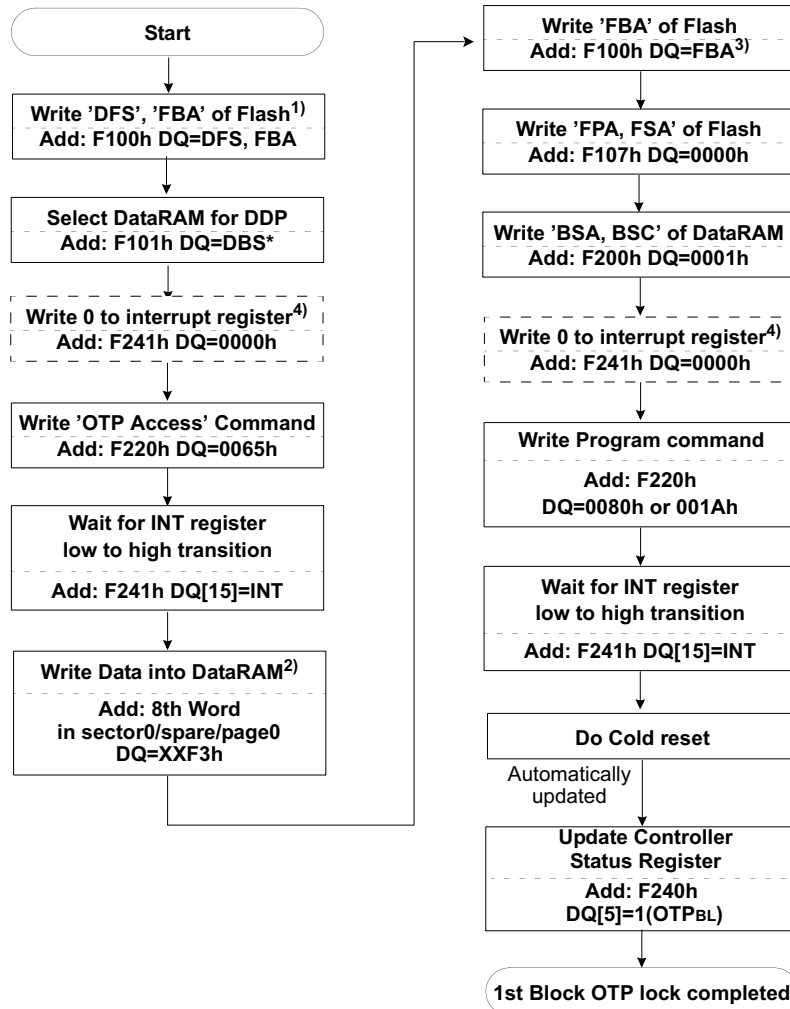 Start
Write 'DFS', 'FBA' of Flash1)
Add: F100h DQ=DFS, FBA
Select DataRAM for DDP
Add: F101h DQ=DBS*
Write 0 to interrupt register4)
Add: F241h DQ=0000h
Write 'OTP Access' Command
Add: F220h DQ=0065h
Wait for INT register
low to high transition
Add: F241h DQ[15]=INT
Write Data into DataRAM2)
Add: 8th Word
in sector0/spare/page0
DQ=XXF3h
Write 'FBA' of Flash
Add: F100h DQ=FBA3)
Write 'FPA, FSA' of Flash
Add: F107h DQ=0000h
Write 'BSA, BSC' of DataRAM
Add: F200h DQ=0001h
Write 0 to interrupt register4)
Add: F241h DQ=0000h
Write Program command
Add: F220h
DQ=0080h or 001Ah
Wait for INT register
low to high transition
Add: F241h DQ[15]=INT
Do Cold reset
Automatically
updated
Update Controller
Status Register
Add: F240h
DQ[5]=1(OTPBL)
1st Block OTP lock completed